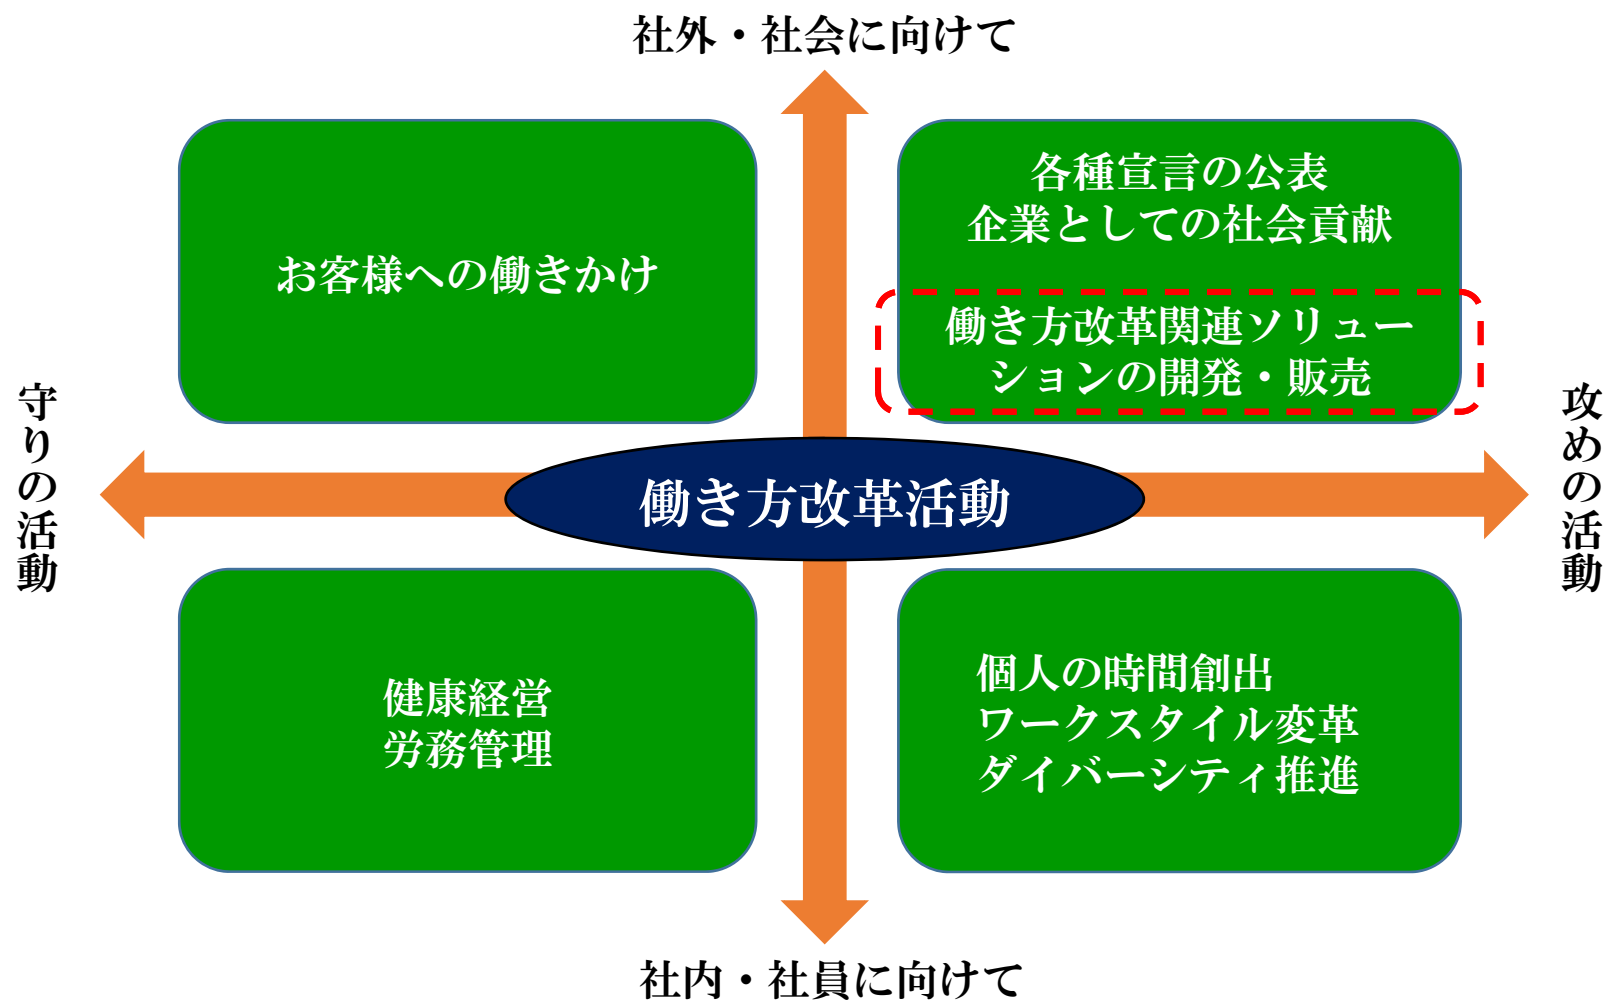 社外・社会に向けて
お客様への働きかけ
各種宣言の公表
企業としての社会貢献
働き方改革関連ソリュー
ションの開発・販売
守りの活動
働き方改革活動
攻めの活動
健康経営
労務管理
個人の時間創出
ワークスタイル変革
ダイバーシティ推進
社内・社員に向けて